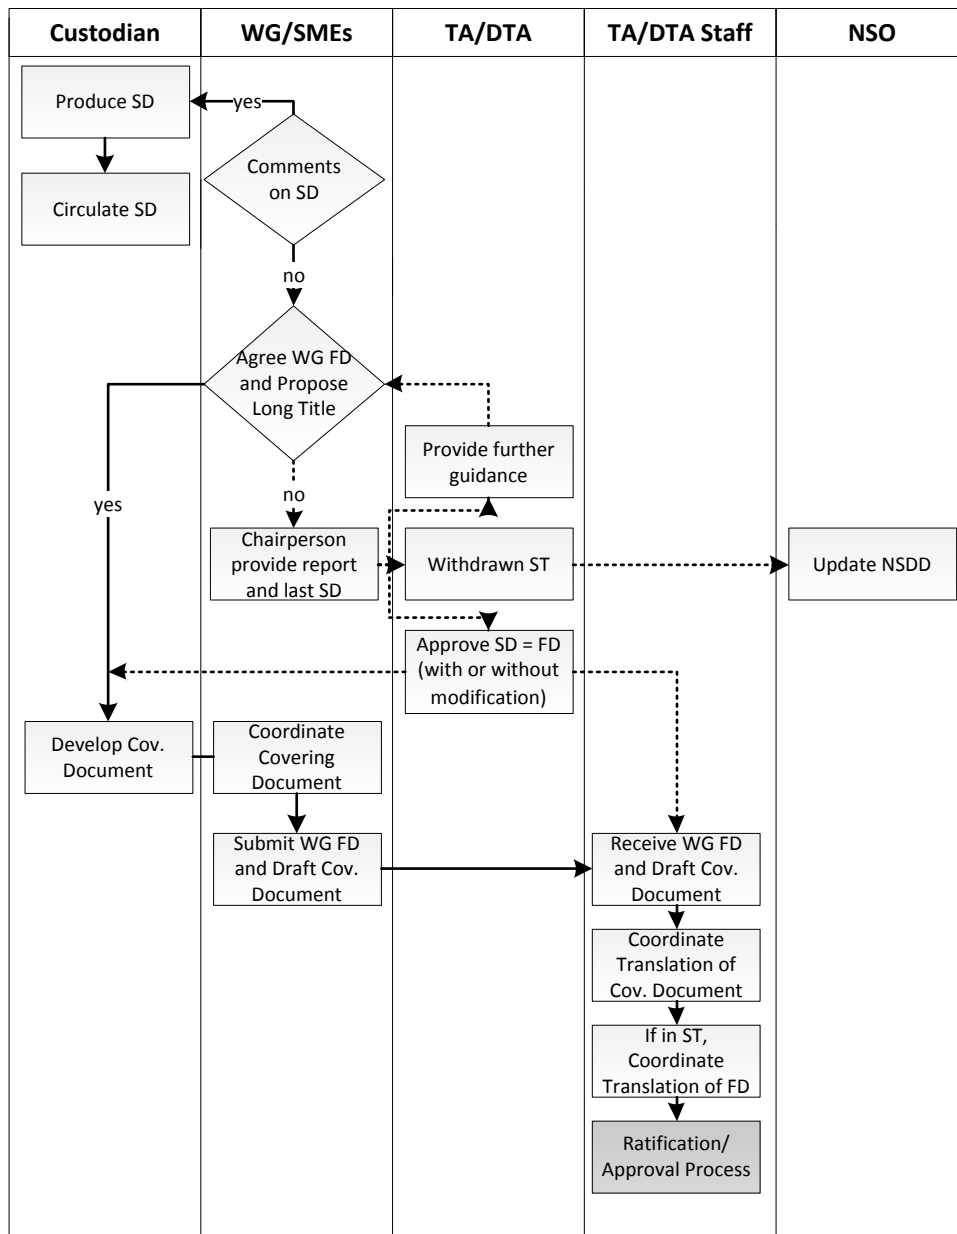 Custodian
WG/SMEs
TA/DTA
TA/DTA Staff
NSO
Produce SD
yes
Comments
on SD
Circulate SD
no
Agree WG FD
and Propose
Long Title
Provide further
guidance
yes
no
Chairperson
provide report
and last SD
Withdrawn ST
Update NSDD
Approve SD = FD
(with or without
modification)
Develop Cov.
Document
Coordinate
Covering
Document
Submit WG FD
and Draft Cov.
Document
Receive WG FD
and Draft Cov.
Document
Coordinate
Translation of
Cov. Document
If in ST,
Coordinate
Translation of FD
Ratification/
Approval Process